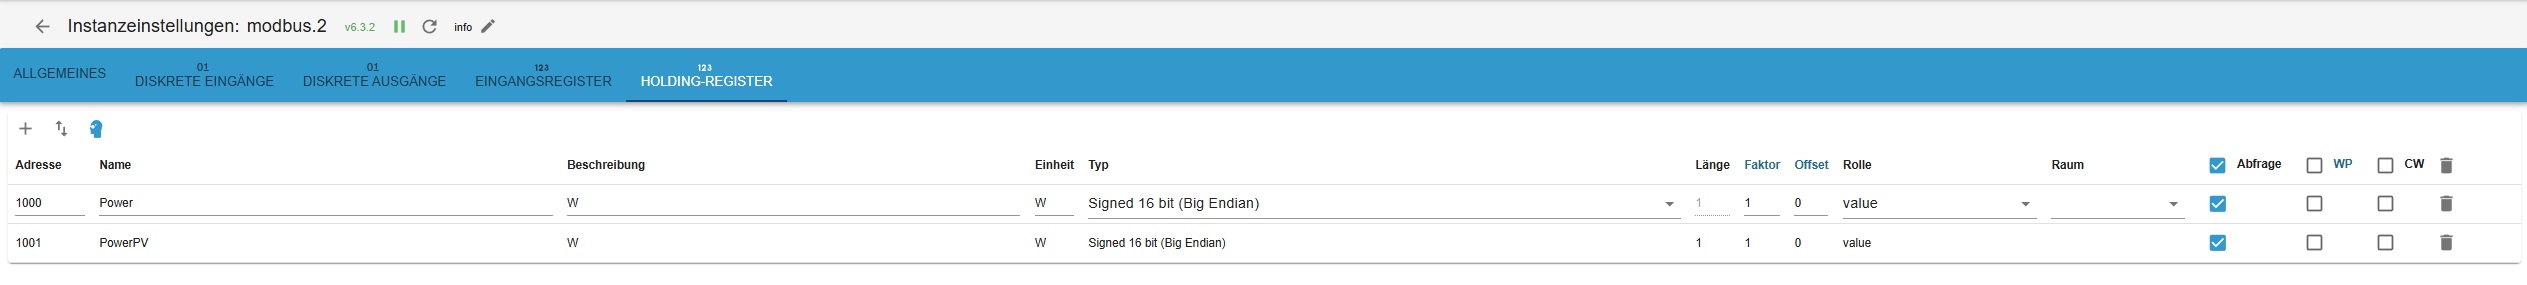 Instanzeinstellungen: modbus.2 v6.3.2 info
ALLGEMEINES 01 DISKRETE EINGÄNGE 01 DISKRETE AUSGÄNGE 123 EINGANGSREGISTER 123 HOLDING-REGISTER
Adresse Name Beschreibung Einheit Typ Länge Faktor Offset Rolle Raum Abfrage WP CW
1000 Power W W Signed 16 bit (Big Endian) 1 1 0 value
1001 PowerPV W W Signed 16 bit (Big Endian) 1 1 0 value